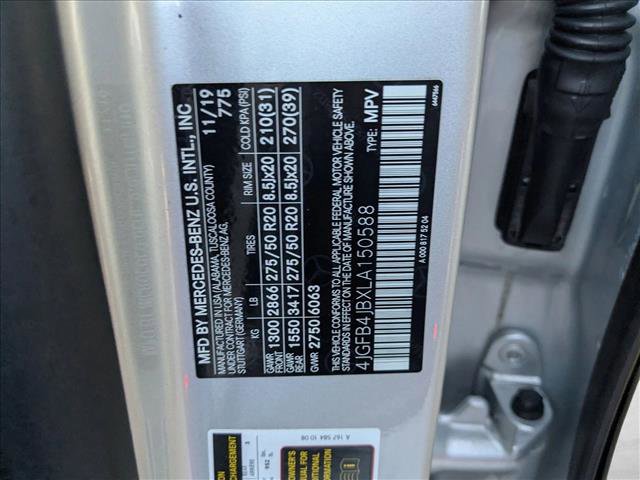 MFD BY MERCEDES-BENZ U.S. INTL., INC 11/19
MANUFACTURED IN USA (ALABAMA, TUSCALOOSA COUNTY) 775
UNDER CONTRACT FOR MERCEDES-BENZ AG,
STUTTGART (GERMANY)
KG LB TIRES RIM SIZE COLD KPA (PSI)
GAWR FRONT 1300 2866 275/50 R20 8.5Jx20 210(31)
GAWR REAR 1550 3417 275/50 R20 8.5Jx20 270(39)
GVWR 2750 6063
THIS VEHICLE CONFORMS TO ALL APPLICABLE FEDERAL MOTOR VEHICLE SAFETY
STANDARDS IN EFFECT ON THE DATE OF MANUFACTURE SHOWN ABOVE.
4JGFB4JBXLA150588 TYPE: MPV
A 000 817 52 04
A 167 584 10 08
OWNER'S